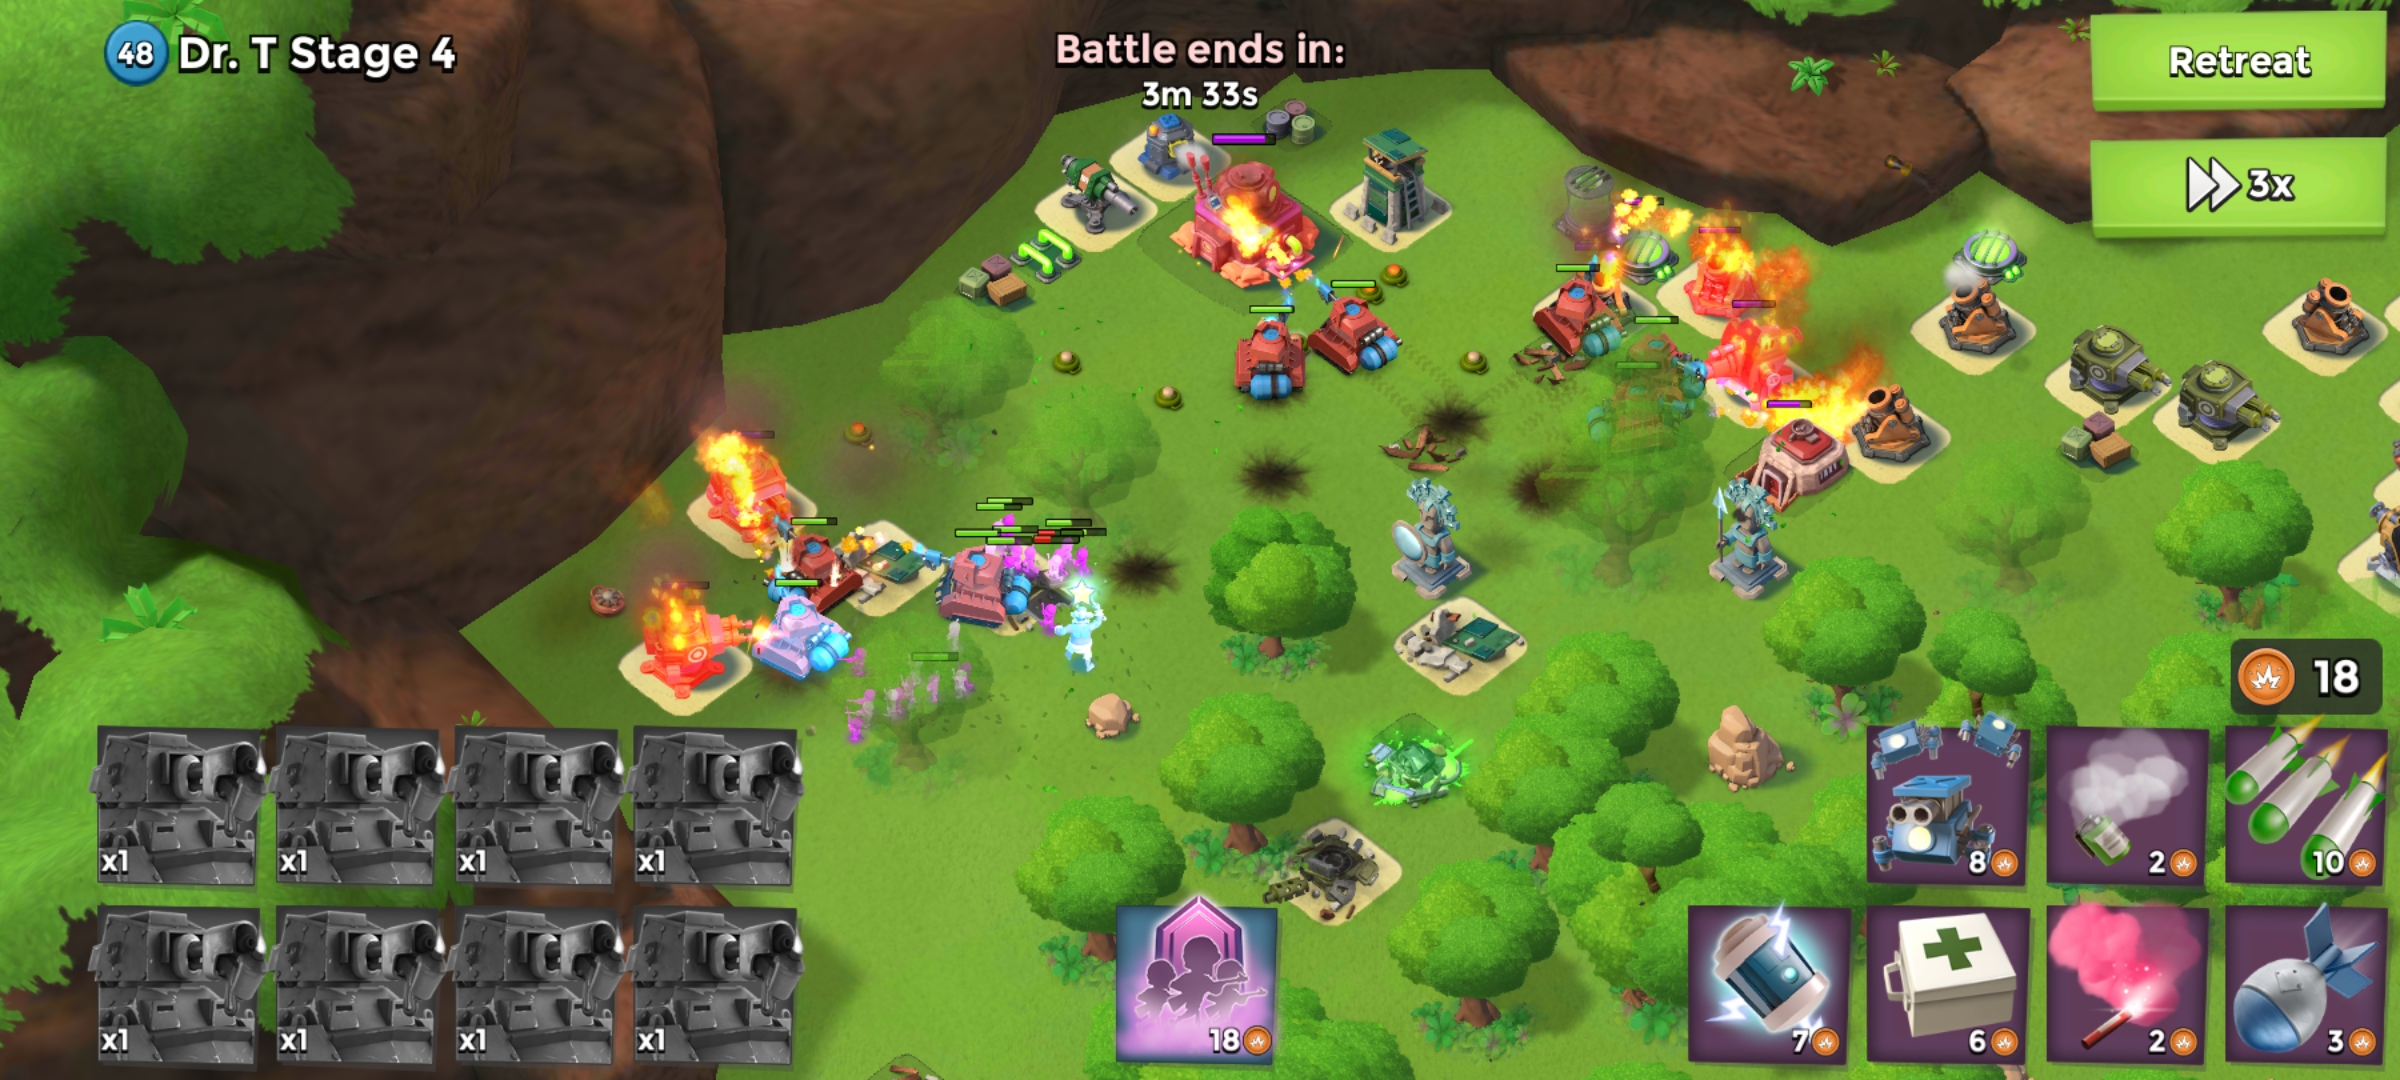 48 Dr. T Stage 4
Battle ends in:
3m 33s
Retreat
3x
18
8
2
10
x1
x1
x1
x1
x1
x1
x1
x1
18
7
6
2
3